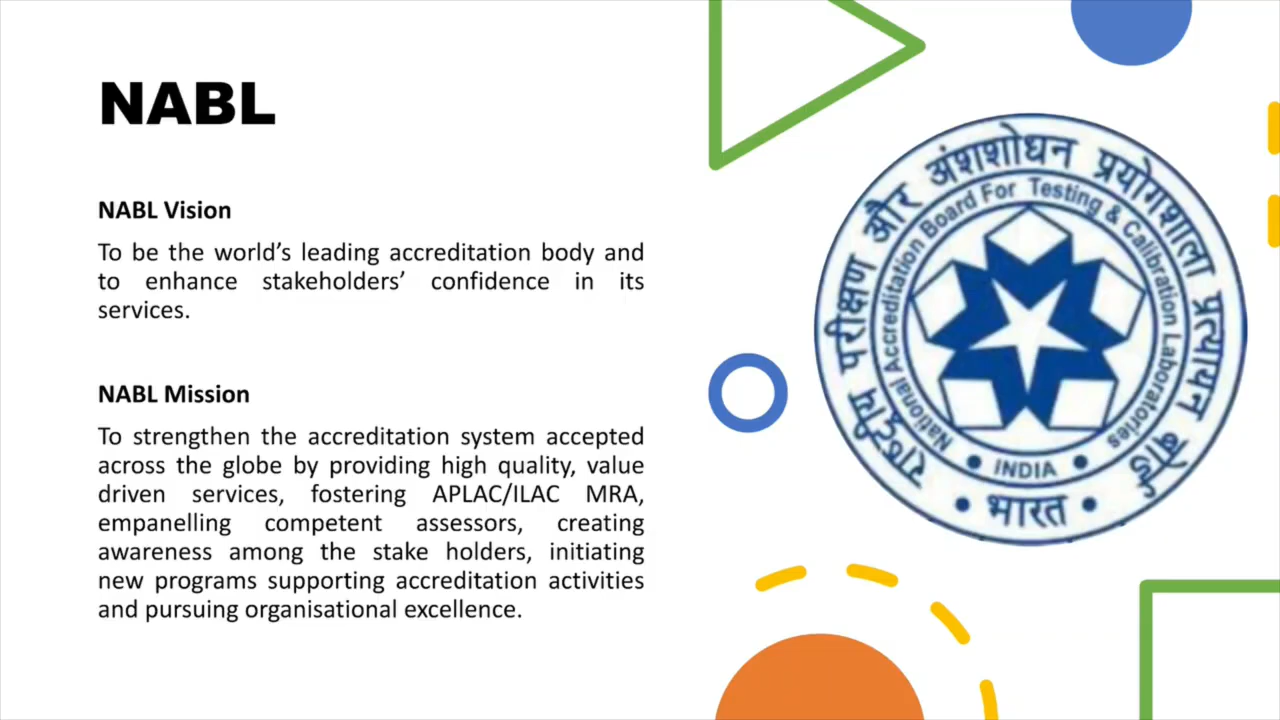 NABL
NABL Vision
To be the world’s leading accreditation body and
to enhance stakeholders’ confidence in its
services.
NABL Mission
To strengthen the accreditation system accepted
across the globe by providing high quality, value
driven services, fostering APLAC/ILAC MRA,
empanelling competent assessors, creating
awareness among the stake holders, initiating
new programs supporting accreditation activities
and pursuing organisational excellence.
राष्ट्रीय परीक्षण और अंशशोधन प्रयोगशाला प्रत्यायन बोर्ड
National Accreditation Board For Testing & Calibration Laboratories
INDIA
भारत